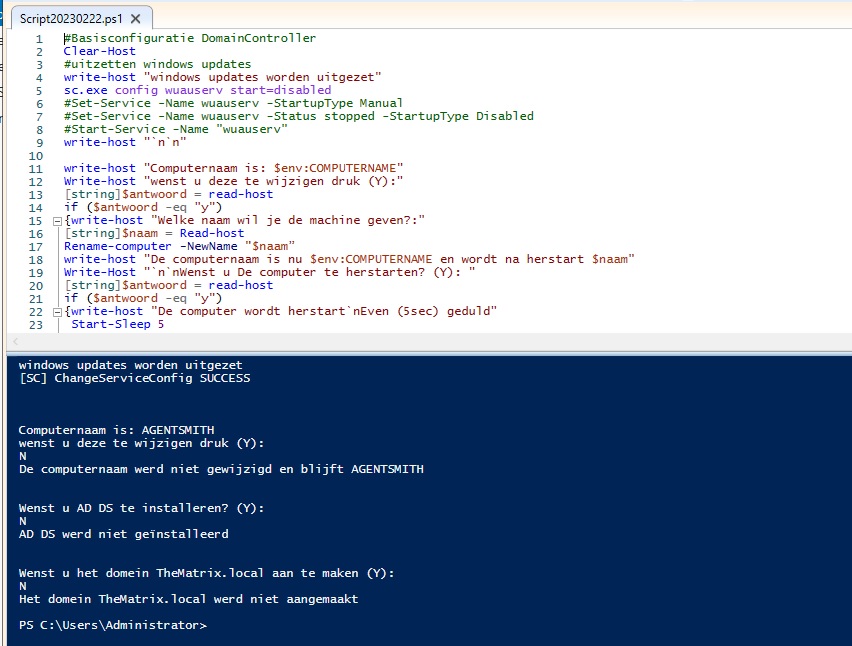 Script20230222.ps1
1 #Basisconfiguratie DomainController
2 Clear-Host
3 #uitzetten windows updates
4 write-host "windows updates worden uitgezet"
5 sc.exe config wuauserv start=disabled
6 #Set-Service -Name wuauserv -StartupType Manual
7 #Set-Service -Name wuauserv -Status stopped -StartupType Disabled
8 #Start-Service -Name "wuauserv"
9 write-host "`n`n"
10
11 write-host "Computernaam is: $env:COMPUTERNAME"
12 Write-host "wenst u deze te wijzigen druk (Y):"
13 [string]$antwoord = read-host
14 if ($antwoord -eq "y")
15 {write-host "Welke naam wil je de machine geven?:"
16 [string]$naam = Read-host
17 Rename-computer -NewName "$naam"
18 write-host "De computernaam is nu $env:COMPUTERNAME en wordt na herstart $naam"
19 Write-Host "`n`nWenst u De computer te herstarten? (Y): "
20 [string]$antwoord = read-host
21 if ($antwoord -eq "y")
22 {write-host "De computer wordt herstart`nEven (5sec) geduld"
23 Start-Sleep 5
windows updates worden uitgezet
[SC] ChangeServiceConfig SUCCESS
Computernaam is: AGENTSMITH
wenst u deze te wijzigen druk (Y):
N
De computernaam werd niet gewijzigd en blijft AGENTSMITH
Wenst u AD DS te installeren? (Y):
N
AD DS werd niet geïnstalleerd
Wenst u het domein TheMatrix.local aan te maken (Y):
N
Het domein TheMatrix.local werd niet aangemaakt
PS C:\Users\Administrator>